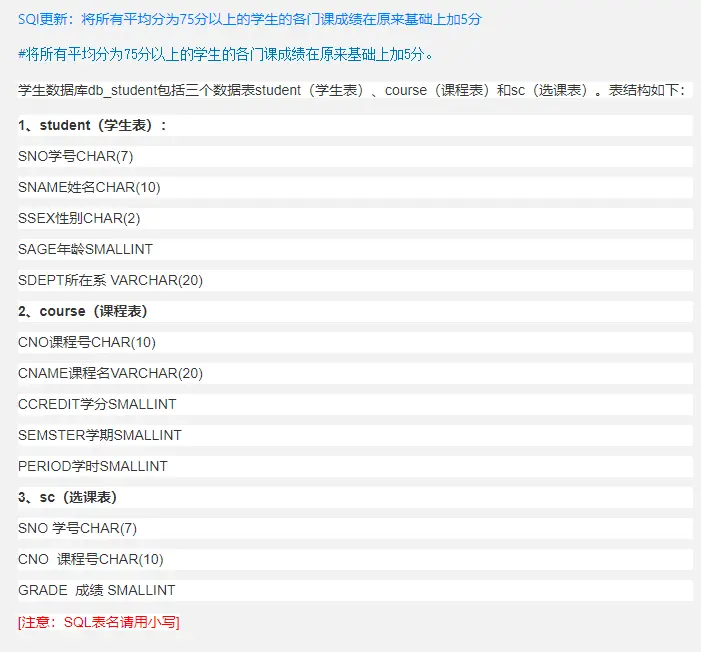 SQl更新：将所有平均分为75分以上的学生的各门课成绩在原来基础上加5分
#将所有平均分为75分以上的学生的各门课成绩在原来基础上加5分。
学生数据库db_student包括三个数据表student（学生表）、course（课程表）和sc（选课表）。表结构如下：
1、student（学生表）：
SNO学号CHAR(7)
SNAME姓名CHAR(10)
SSEX性别CHAR(2)
SAGE年龄SMALLINT
SDEPT所在系 VARCHAR(20)
2、course（课程表）
CNO课程号CHAR(10)
CNAME课程名VARCHAR(20)
CCREDIT学分SMALLINT
SEMSTER学期SMALLINT
PERIOD学时SMALLINT
3、sc（选课表）
SNO 学号CHAR(7)
CNO  课程号CHAR(10)
GRADE  成绩 SMALLINT
[注意：SQL表名请用小写]